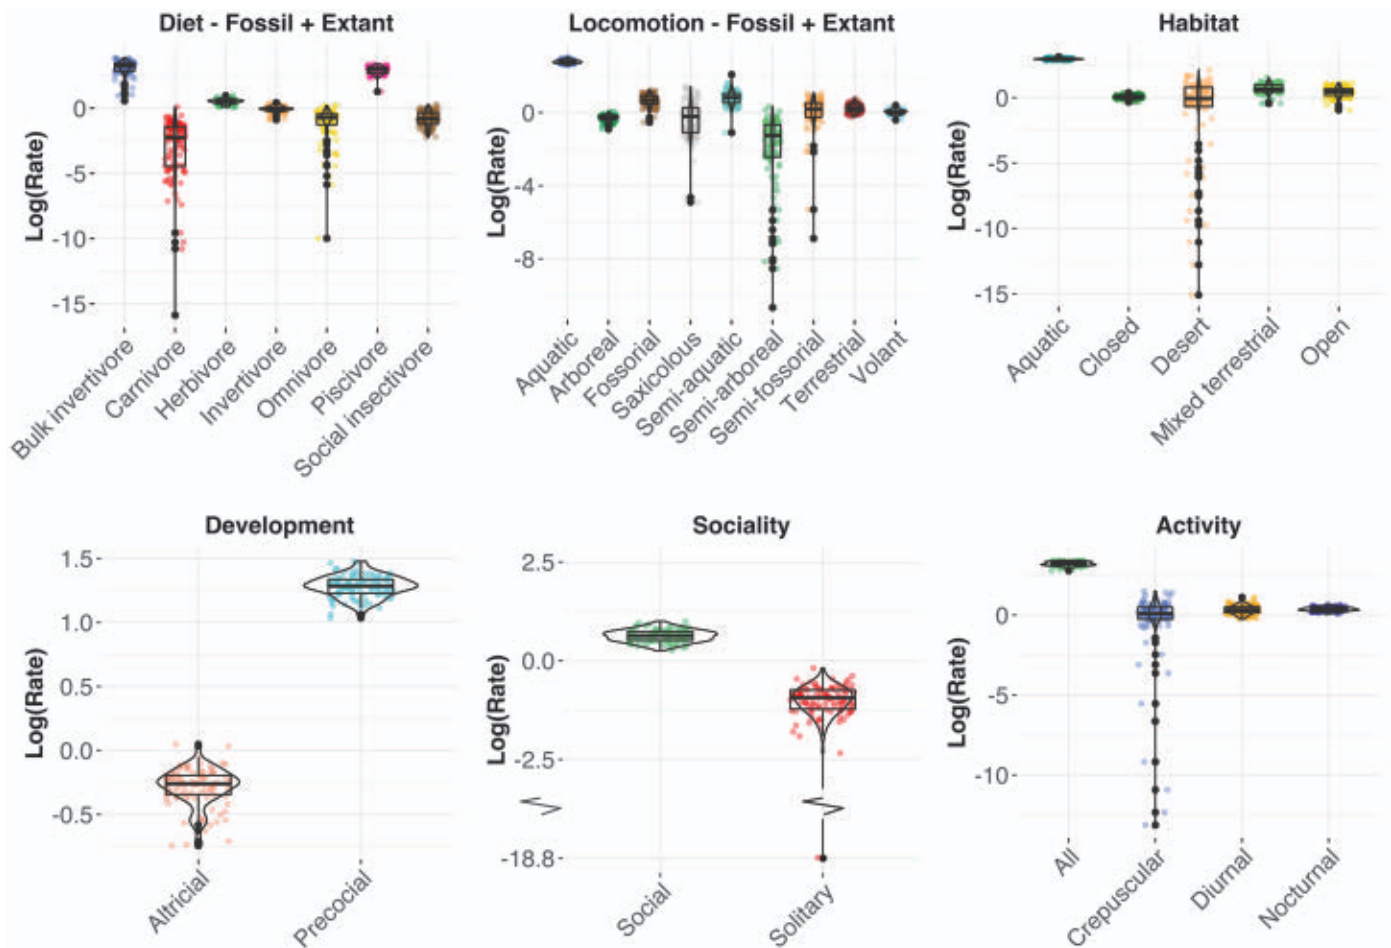 Diet - Fossil + Extant
Log(Rate)
0
-5
-10
-15
Bulk invertivore
Carnivore
Herbivore
Invertivore
Omnivore
Piscivore
Social insectivore
Locomotion - Fossil + Extant
Log(Rate)
0
-4
-8
Aquatic
Arboreal
Fossorial
Saxicolous
Semi-aquatic
Semi-arboreal
Semi-fossorial
Terrestrial
Volant
Habitat
Log(Rate)
0
-5
-10
-15
Aquatic
Closed
Desert
Mixed terrestrial
Open
Development
Log(Rate)
1.5
1.0
0.5
0.0
-0.5
Altricial
Precocial
Sociality
Log(Rate)
2.5
0.0
-2.5
-18.8
Social
Solitary
Activity
Log(Rate)
0
-5
-10
All
Crepuscular
Diurnal
Nocturnal